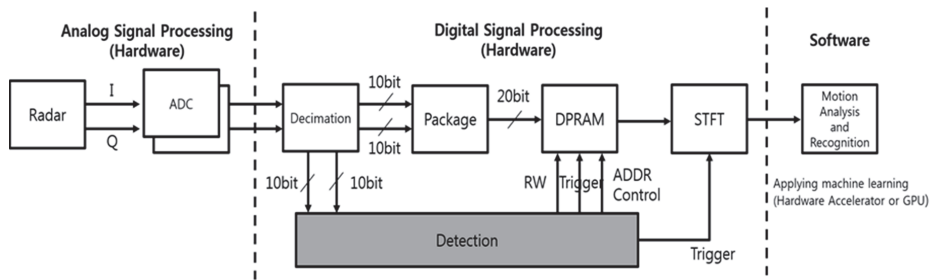 Analog Signal Processing
(Hardware)
Digital Signal Processing
(Hardware)
Software
Radar
I
Q
ADC
Decimation
10bit
10bit
Package
20bit
DPRAM
STFT
Motion
Analysis
and
Recognition
10bit
10bit
RW
Trigger
ADDR
Control
Applying machine learning
(Hardware Accelerator or GPU)
Detection
Trigger